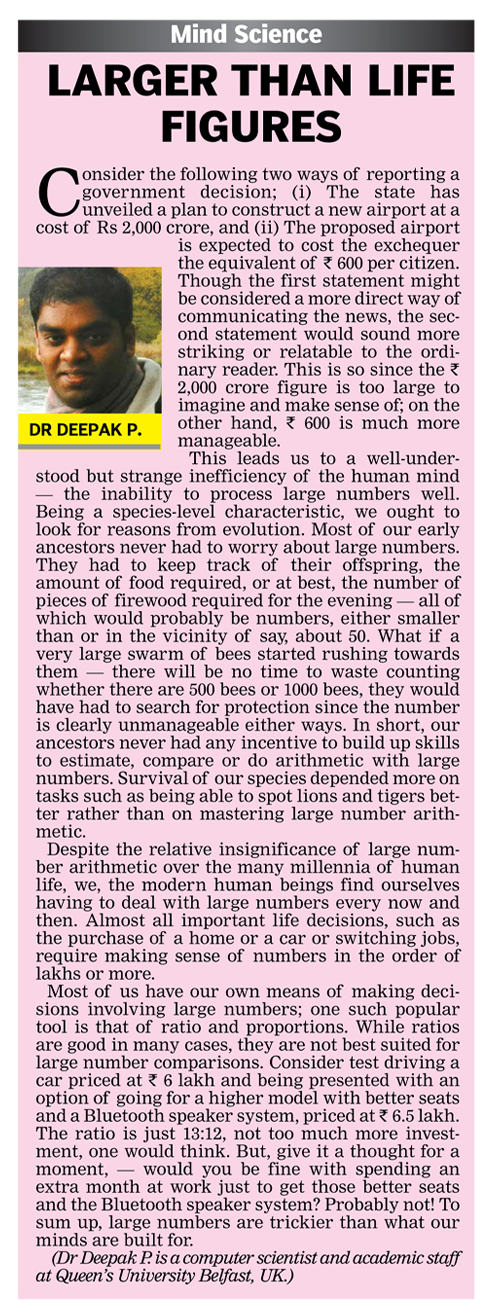 Mind Science
LARGER THAN LIFE
FIGURES
Consider the following two ways of reporting a
government decision; (i) The state has
unveiled a plan to construct a new airport at a
cost of Rs 2,000 crore, and (ii) The proposed airport
is expected to cost the exchequer
the equivalent of ₹ 600 per citizen.
Though the first statement might
be considered a more direct way of
communicating the news, the sec-
ond statement would sound more
striking or relatable to the ordi-
nary reader. This is so since the ₹
2,000 crore figure is too large to
imagine and make sense of; on the
other hand, ₹ 600 is much more
manageable.
DR DEEPAK P.
This leads us to a well-under-
stood but strange inefficiency of the human mind
— the inability to process large numbers well.
Being a species-level characteristic, we ought to
look for reasons from evolution. Most of our early
ancestors never had to worry about large numbers.
They had to keep track of their offspring, the
amount of food required, or at best, the number of
pieces of firewood required for the evening — all of
which would probably be numbers, either smaller
than or in the vicinity of say, about 50. What if a
very large swarm of bees started rushing towards
them — there will be no time to waste counting
whether there are 500 bees or 1000 bees, they would
have had to search for protection since the number
is clearly unmanageable either ways. In short, our
ancestors never had any incentive to build up skills
to estimate, compare or do arithmetic with large
numbers. Survival of our species depended more on
tasks such as being able to spot lions and tigers bet-
ter rather than on mastering large number arith-
metic.
Despite the relative insignificance of large num-
ber arithmetic over the many millennia of human
life, we, the modern human beings find ourselves
having to deal with large numbers every now and
then. Almost all important life decisions, such as
the purchase of a home or a car or switching jobs,
require making sense of numbers in the order of
lakhs or more.
Most of us have our own means of making deci-
sions involving large numbers; one such popular
tool is that of ratio and proportions. While ratios
are good in many cases, they are not best suited for
large number comparisons. Consider test driving a
car priced at ₹ 6 lakh and being presented with an
option of going for a higher model with better seats
and a Bluetooth speaker system, priced at ₹ 6.5 lakh.
The ratio is just 13:12, not too much more invest-
ment, one would think. But, give it a thought for a
moment, — would you be fine with spending an
extra month at work just to get those better seats
and the Bluetooth speaker system? Probably not! To
sum up, large numbers are trickier than what our
minds are built for.
(Dr Deepak P. is a computer scientist and academic staff
at Queen's University Belfast, UK.)